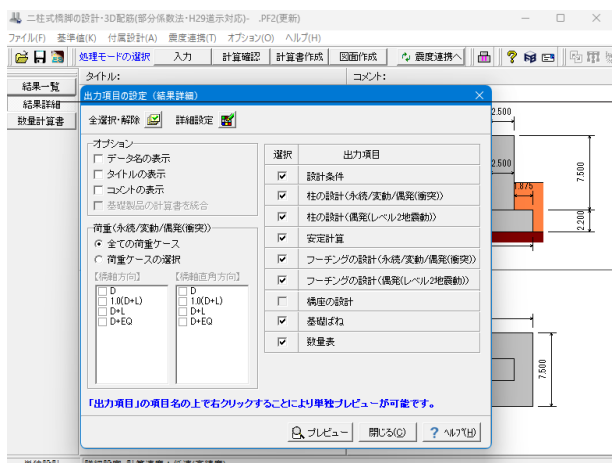 二柱式橋脚の設計・3D配筋(部分係数法・H29道示対応)- .PF2(更新)
ファイル(F) 基準値(K) 付属設計(A) 震度連携(T) オプション(O) ヘルプ(H)
処理モードの選択 入力 計算確認 計算書作成 図面作成 震度連携へ
結果一覧
結果詳細
数量計算書
タイトル: コメント:
出力項目の設定(結果詳細)
全選択・解除 詳細設定
オプション
データ名の表示
タイトルの表示
コメントの表示
基礎製品の計算書を統合
荷重(永続/変動/偶発(衝突))
全ての荷重ケース
荷重ケースの選択
【橋軸方向】 【橋軸直角方向】
D D
1.0(D+L) 1.0(D+L)
D+L D+L
D+EQ D+EQ
選択 出力項目
設計条件
柱の設計(永続/変動/偶発(衝突))
柱の設計(偶発(レベル2地震動))
安定計算
フーチングの設計(永続/変動/偶発(衝突))
フーチングの設計(偶発(レベル2地震動))
橋座の設計
基礎ばね
数量表
「出力項目」の項目名の上で右クリックすることにより単独プレビューが可能です。
プレビュー 閉じる(C) ヘルプ(H)
2.500
2.500
1.875
7.500
2.200
7.500